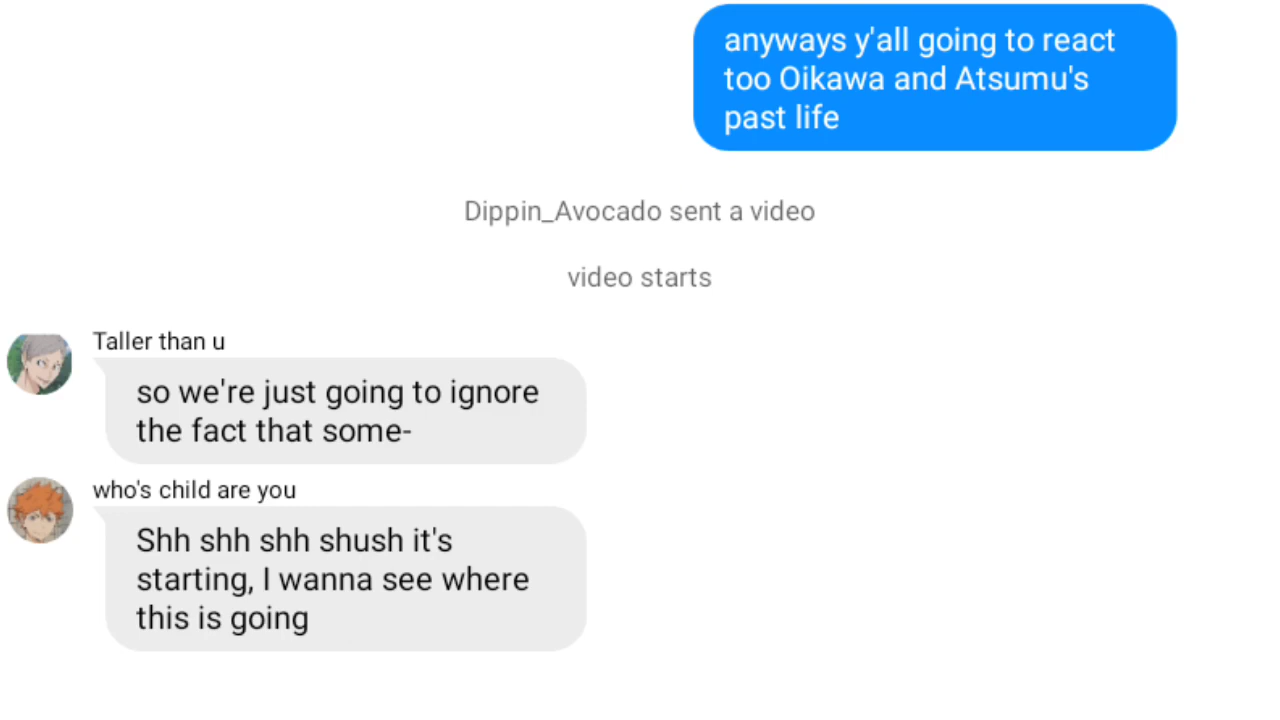 anyways y'all going to react
too Oikawa and Atsumu's
past life
Dippin_Avocado sent a video
video starts
Taller than u
so we're just going to ignore
the fact that some-
who's child are you
Shh shh shh shush it's
starting, I wanna see where
this is going